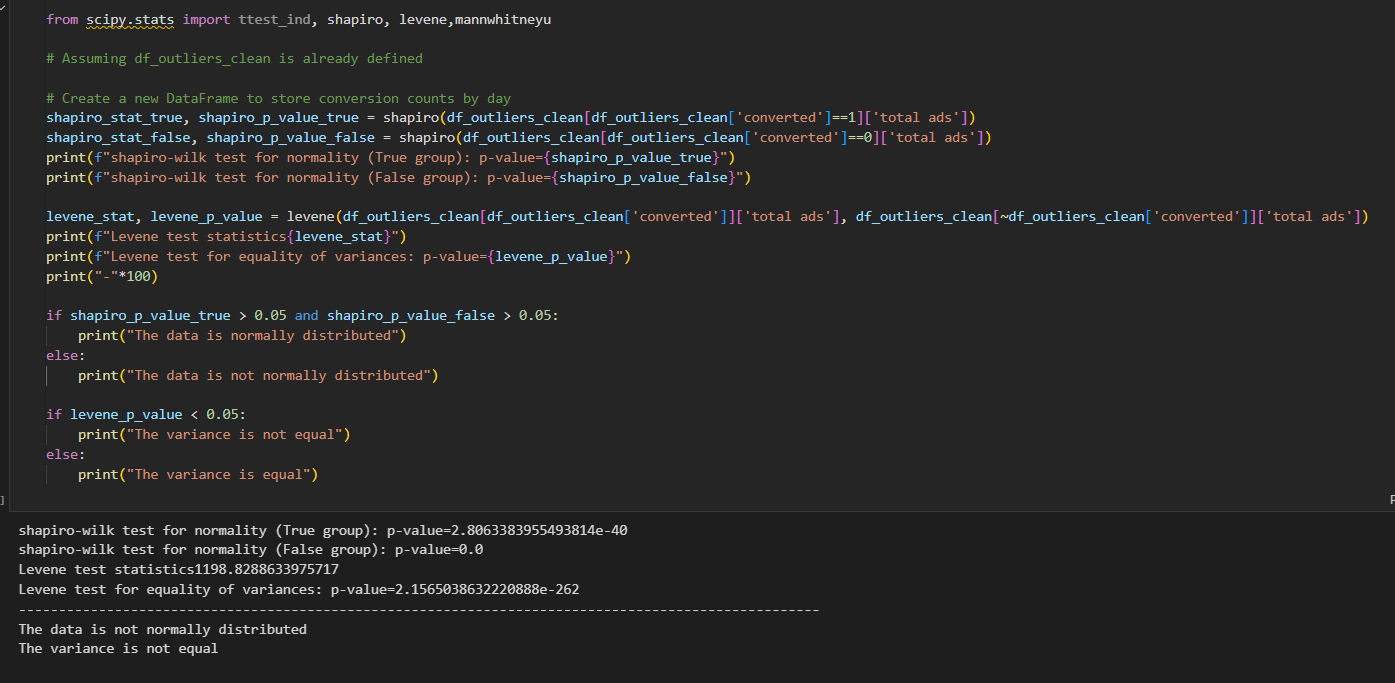 from scipy.stats import ttest_ind, shapiro, levene,mannwhitneyu
# Assuming df_outliers_clean is already defined
# Create a new DataFrame to store conversion counts by day
shapiro_stat_true, shapiro_p_value_true = shapiro(df_outliers_clean[df_outliers_clean['converted']==1]['total ads'])
shapiro_stat_false, shapiro_p_value_false = shapiro(df_outliers_clean[df_outliers_clean['converted']==0]['total ads'])
print(f"shapiro-wilk test for normality (True group): p-value={shapiro_p_value_true}")
print(f"shapiro-wilk test for normality (False group): p-value={shapiro_p_value_false}")
levene_stat, levene_p_value = levene(df_outliers_clean[df_outliers_clean['converted']]['total ads'], df_outliers_clean[~df_outliers_clean['converted']]['total ads'])
print(f"Levene test statistics{levene_stat}")
print(f"Levene test for equality of variances: p-value={levene_p_value}")
print("-"*100)
if shapiro_p_value_true > 0.05 and shapiro_p_value_false > 0.05:
    print("The data is normally distributed")
else:
    print("The data is not normally distributed")
if levene_p_value < 0.05:
    print("The variance is not equal")
else:
    print("The variance is equal")
shapiro-wilk test for normality (True group): p-value=2.8063383955493814e-40
shapiro-wilk test for normality (False group): p-value=0.0
Levene test statistics1198.8288633975717
Levene test for equality of variances: p-value=2.1565038632220888e-262
----------------------------------------------------------------------------------------------------
The data is not normally distributed
The variance is not equal